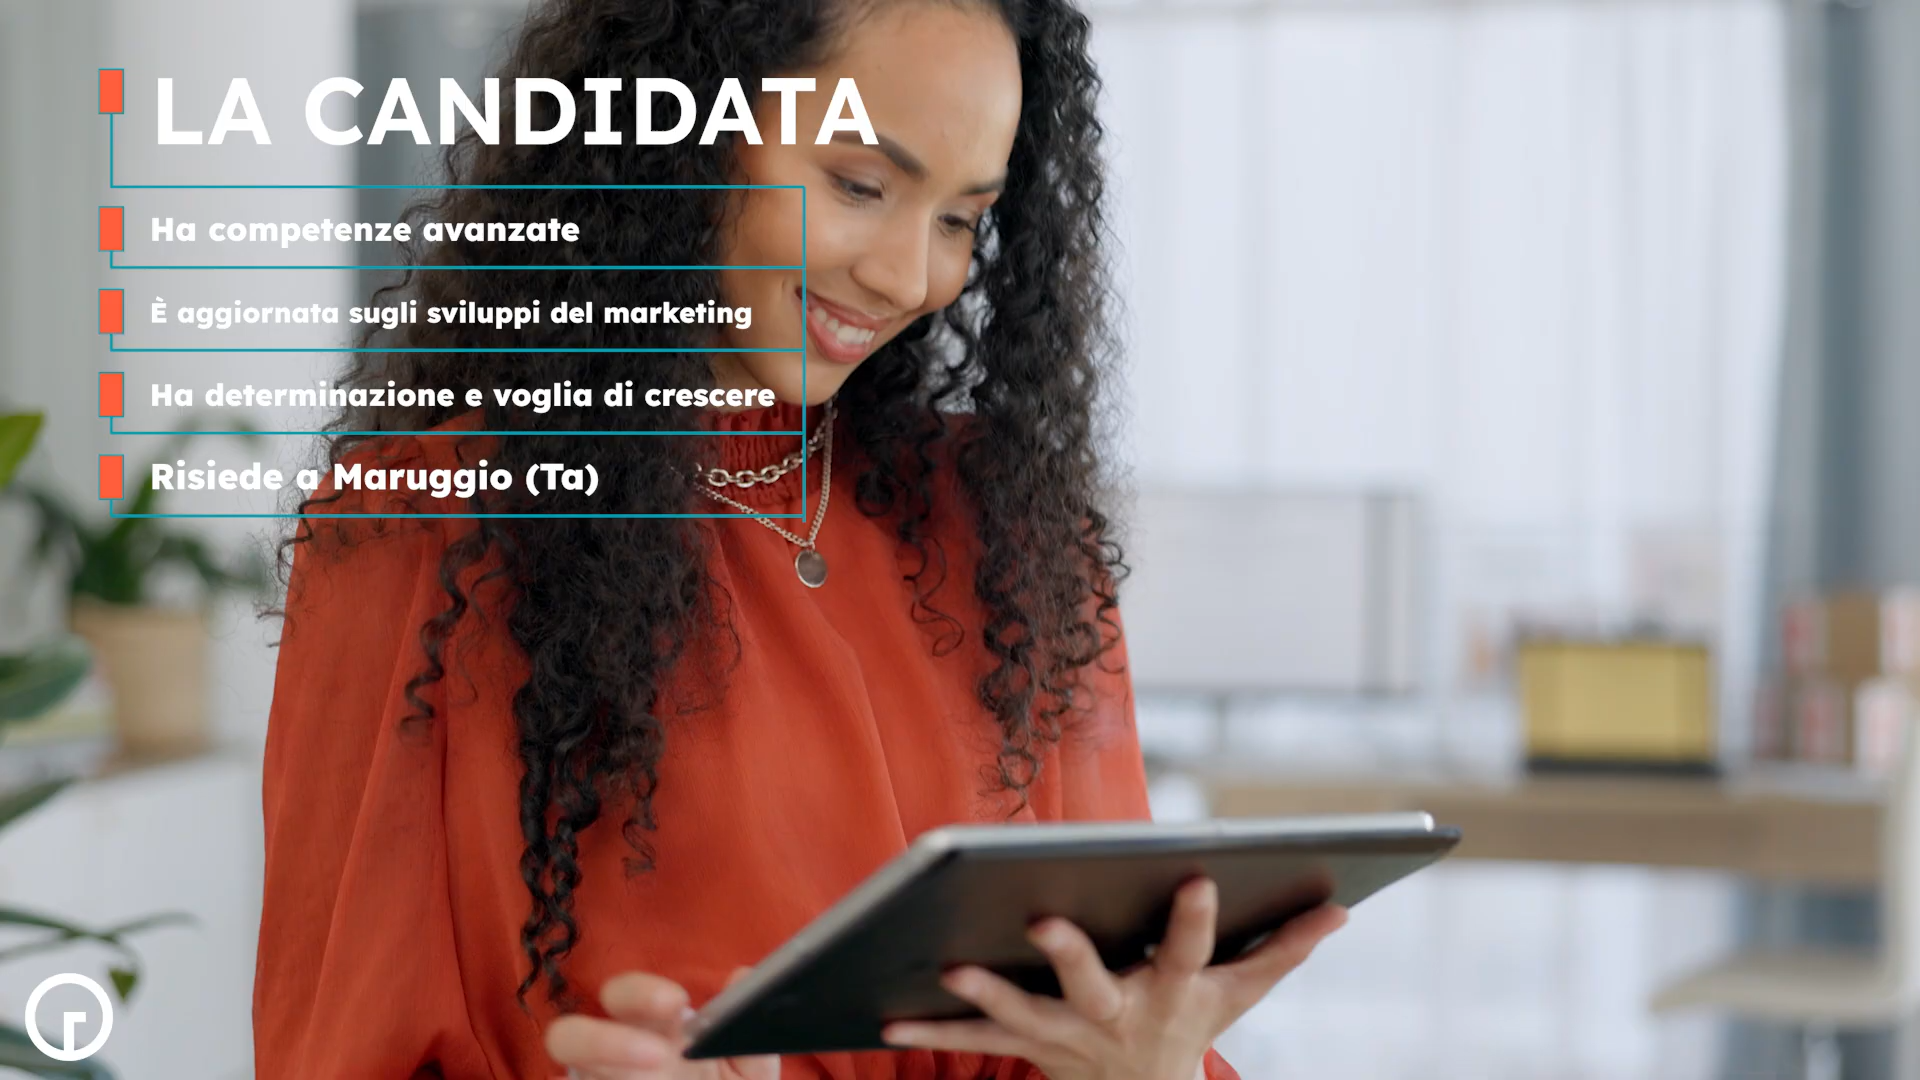 LA CANDIDATA
Ha competenze avanzate
È aggiornata sugli sviluppi del marketing
Ha determinazione e voglia di crescere
Risiede a Maruggio (Ta)